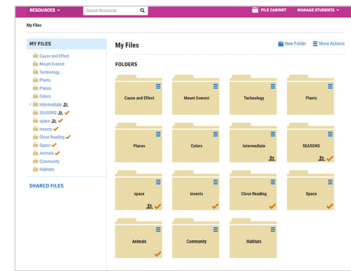 RESOURCES
Search Resources
FILE CABINET
MANAGE STUDENTS
My Files
MY FILES
Cause and Effect
Mount Everest
Technology
Plants
Places
Colors
Intermediate
SEASONS
space
Insects
Close Reading
Space
Animals
Community
Habitats
SHARED FILES
My Files
New Folder
More Actions
FOLDERS
Cause and Effect
Mount Everest
Technology
Plants
Places
Colors
Intermediate
SEASONS
space
Insects
Close Reading
Space
Animals
Community
Habitats